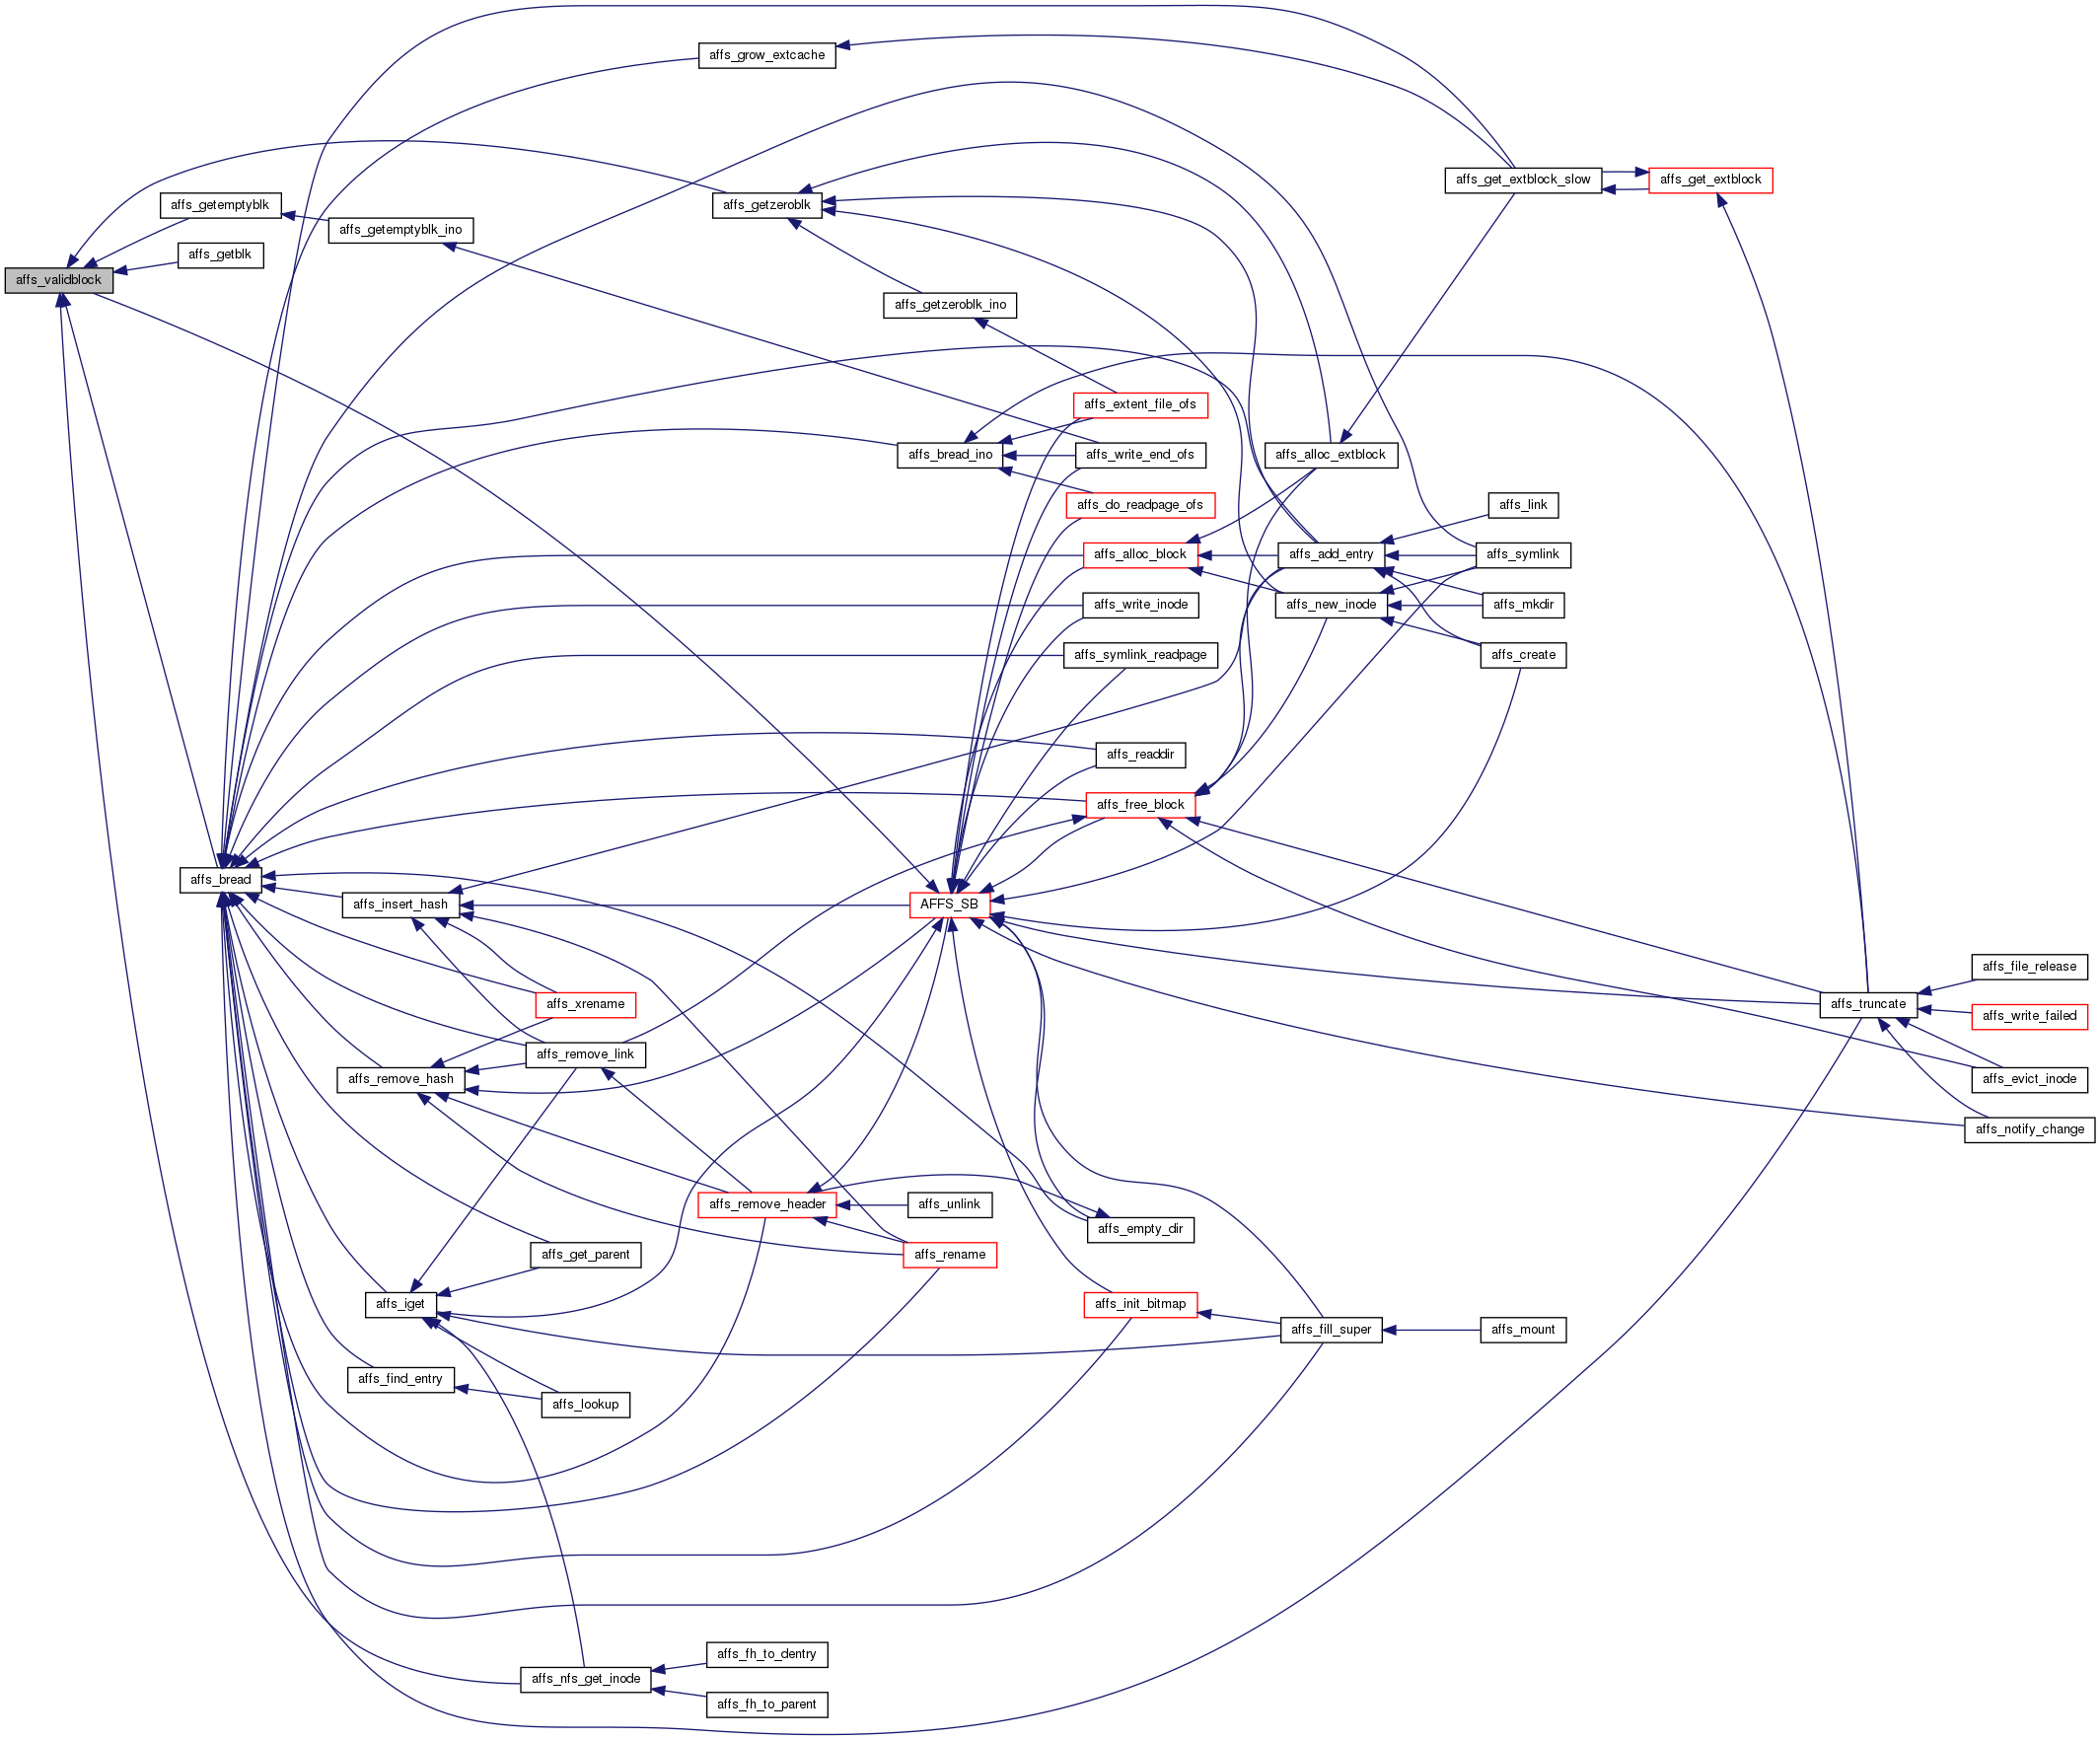 affs_grow_extcache
affs_get_extblock_slow
affs_get_extblock
affs_getemptyblk
affs_getzeroblk
affs_getemptyblk_ino
affs_getblk
affs_validblock
affs_getzeroblk_ino
affs_extent_file_ofs
affs_bread_ino
affs_write_end_ofs
affs_alloc_extblock
affs_do_readpage_ofs
affs_link
affs_alloc_block
affs_add_entry
affs_symlink
affs_write_inode
affs_new_inode
affs_mkdir
affs_symlink_readpage
affs_create
affs_readdir
affs_free_block
affs_bread
affs_insert_hash
AFFS_SB
affs_file_release
affs_xrename
affs_truncate
affs_write_failed
affs_remove_link
affs_remove_hash
affs_evict_inode
affs_notify_change
affs_remove_header
affs_unlink
affs_empty_dir
affs_get_parent
affs_rename
affs_iget
affs_init_bitmap
affs_fill_super
affs_mount
affs_find_entry
affs_lookup
affs_fh_to_dentry
affs_nfs_get_inode
affs_fh_to_parent